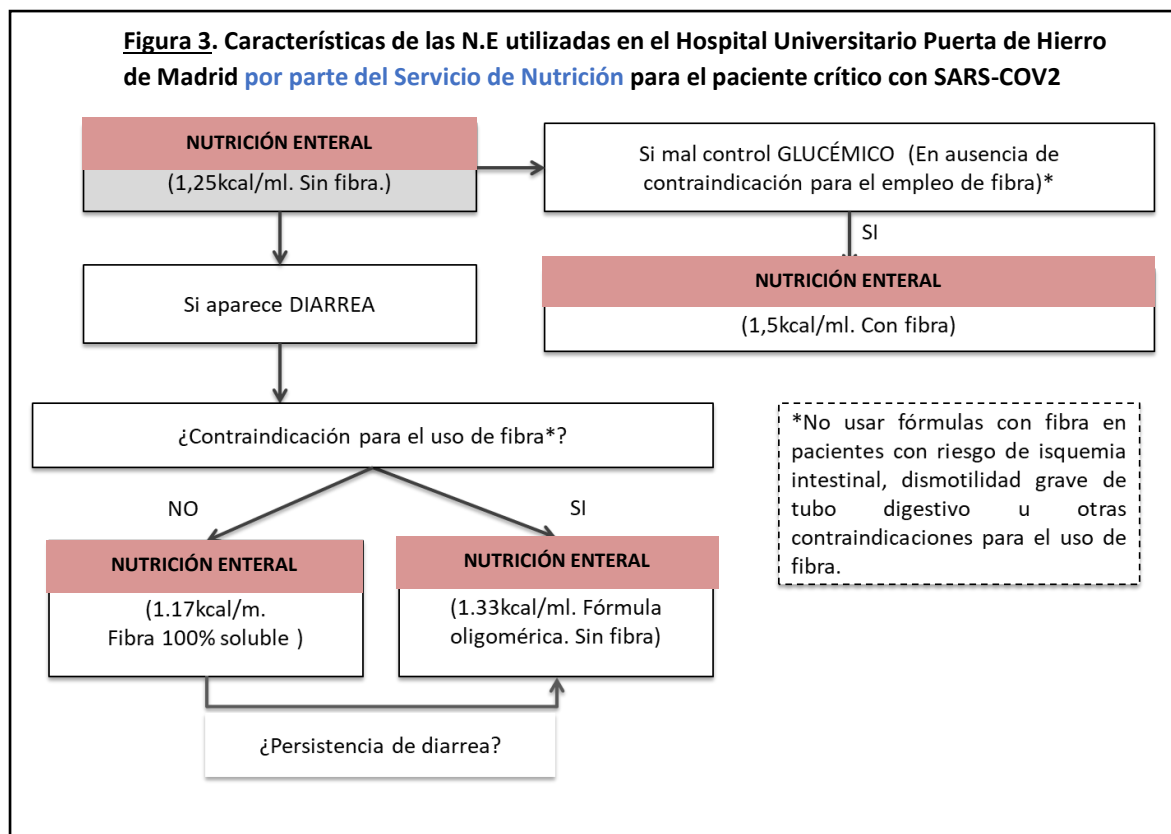 Figura 3. Características de las N.E utilizadas en el Hospital Universitario Puerta de Hierro
de Madrid por parte del Servicio de Nutrición para el paciente crítico con SARS-COV2
NUTRICIÓN ENTERAL
(1,25kcal/ml. Sin fibra.)
Si mal control GLUCÉMICO (En ausencia de
contraindicación para el empleo de fibra)*
SI
NUTRICIÓN ENTERAL
(1,5kcal/ml. Con fibra)
Si aparece DIARREA
¿Contraindicación para el uso de fibra*?
NO
SI
NUTRICIÓN ENTERAL
(1.17kcal/m.
Fibra 100% soluble )
NUTRICIÓN ENTERAL
(1.33kcal/ml. Fórmula
oligomérica. Sin fibra)
¿Persistencia de diarrea?
*No usar fórmulas con fibra en
pacientes con riesgo de isquemia
intestinal, dismotilidad grave de
tubo digestivo u otras
contraindicaciones para el uso de
fibra.